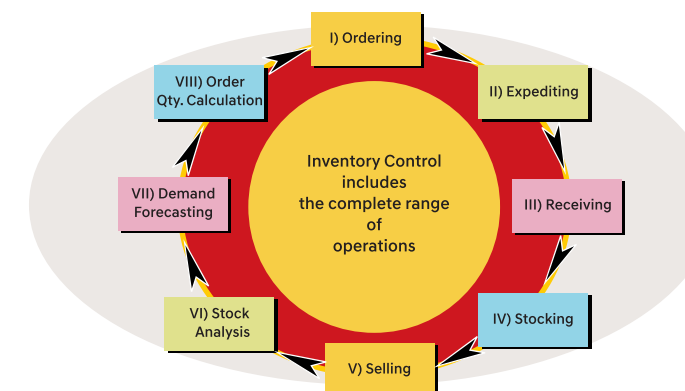 I) Ordering
II) Expediting
III) Receiving
IV) Stocking
V) Selling
VI) Stock
Analysis
VII) Demand
Forecasting
VIII) Order
Qty. Calculation
Inventory Control
includes
the complete range
of
operations